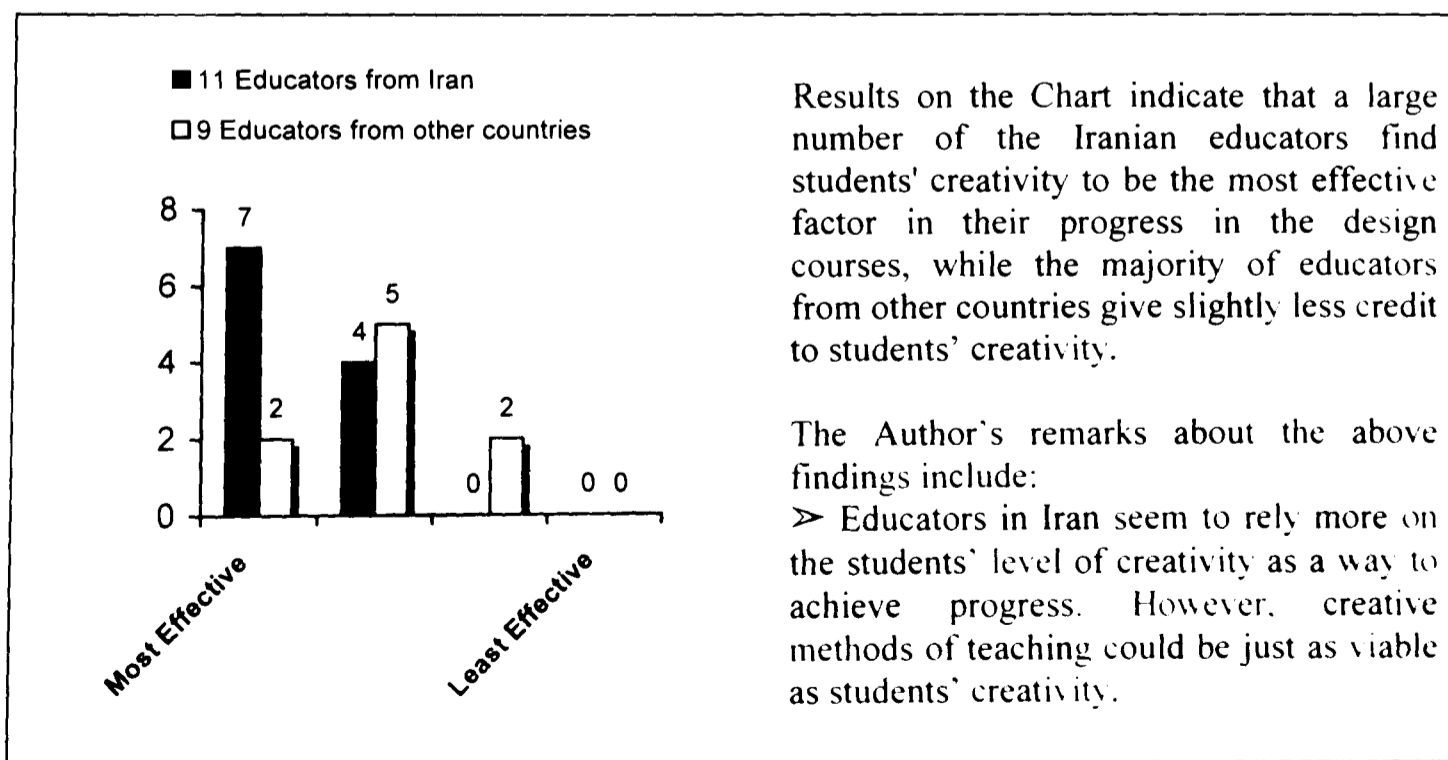 ■ 11 Educators from Iran
□ 9 Educators from other countries
8
7
6
5
4
4
2
2
2
0
0
0 0
Most Effective
Least Effective
Results on the Chart indicate that a large
number of the Iranian educators find
students' creativity to be the most effective
factor in their progress in the design
courses, while the majority of educators
from other countries give slightly less credit
to students’ creativity.
The Author's remarks about the above
findings include:
➢ Educators in Iran seem to rely more on
the students' level of creativity as a way to
achieve progress. However, creative
methods of teaching could be just as viable
as students' creativity.